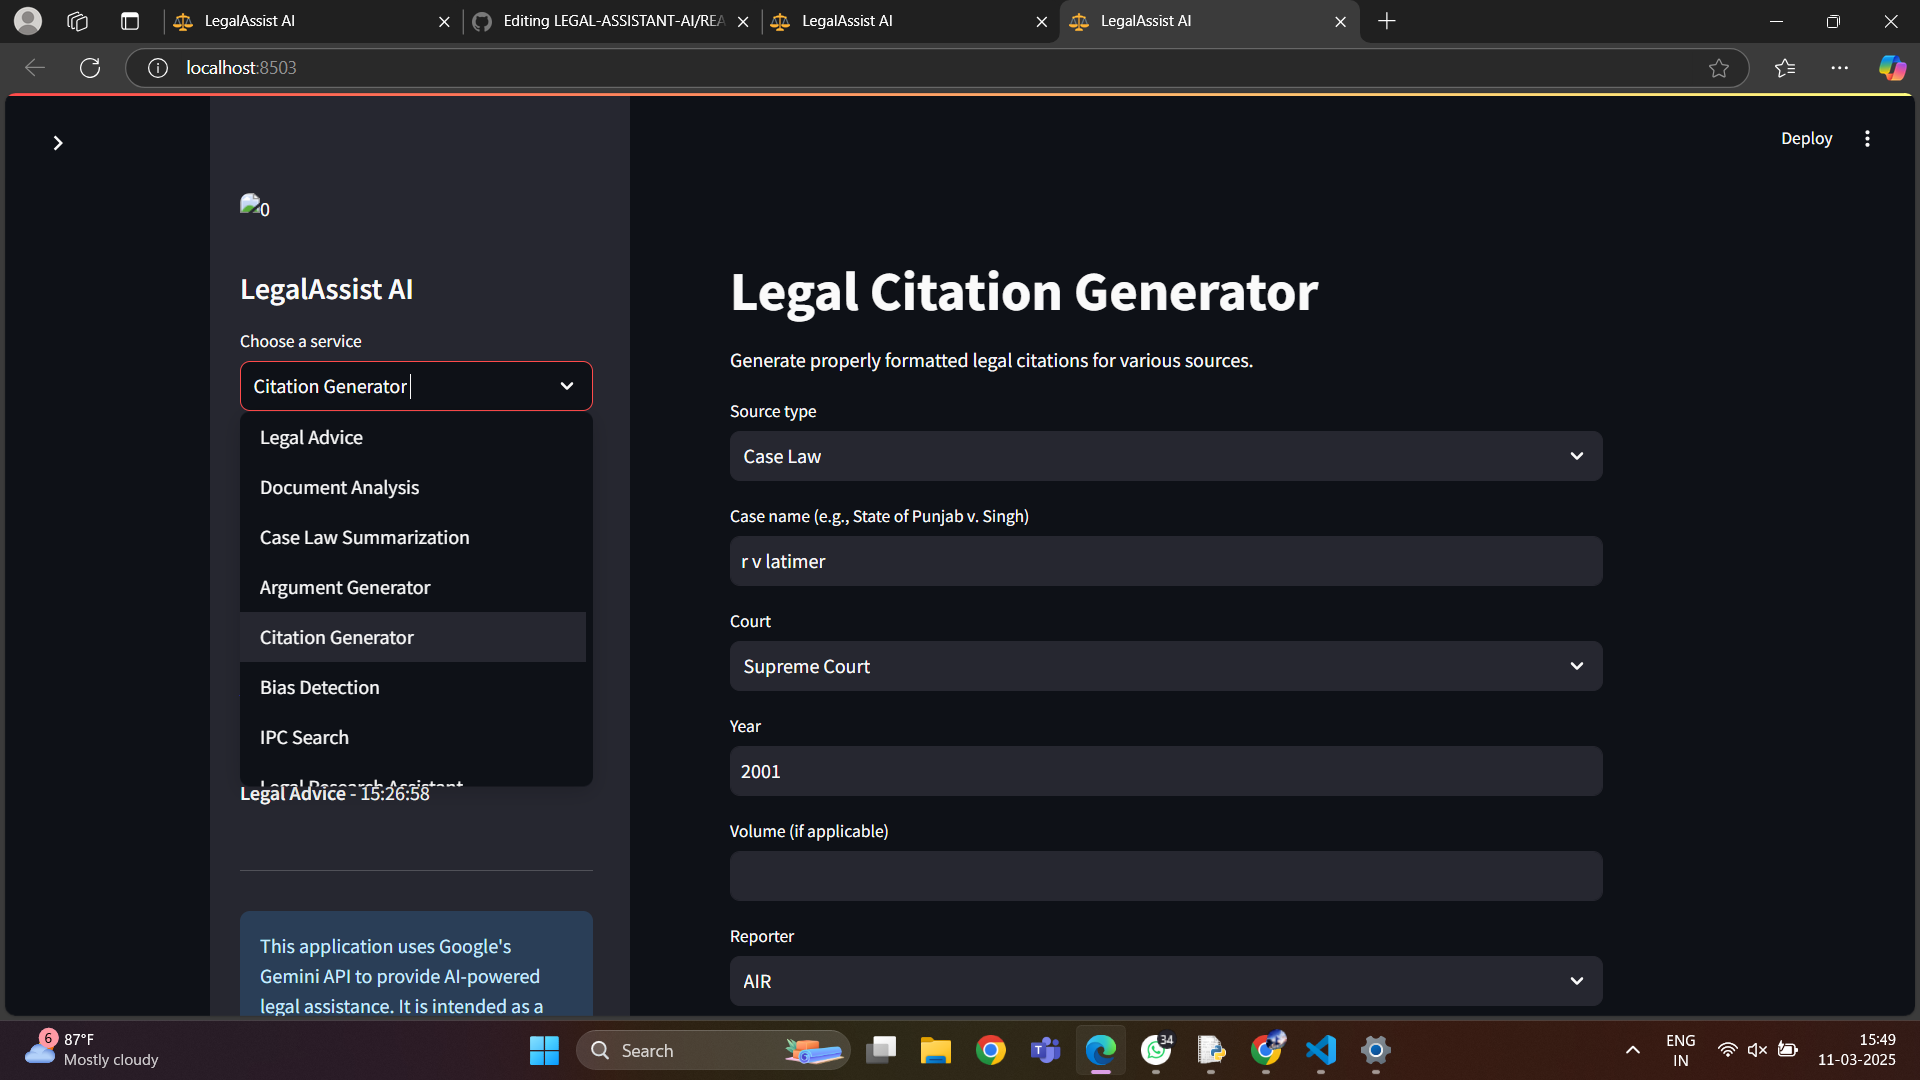 LegalAssist AI
Editing LEGAL-ASSISTANT-AI/REA
LegalAssist AI
LegalAssist AI
localhost:8503
Deploy
0
LegalAssist AI
Choose a service
Citation Generator
Legal Advice
Document Analysis
Case Law Summarization
Argument Generator
Citation Generator
Bias Detection
IPC Search
Legal Research Assistant
Legal Advice - 15:26:58
This application uses Google's
Gemini API to provide AI-powered
legal assistance. It is intended as a
Legal Citation Generator
Generate properly formatted legal citations for various sources.
Source type
Case Law
Case name (e.g., State of Punjab v. Singh)
r v latimer
Court
Supreme Court
Year
2001
Volume (if applicable)
Reporter
AIR
6
87°F
Mostly cloudy
Search
34
ENG
IN
15:49
11-03-2025